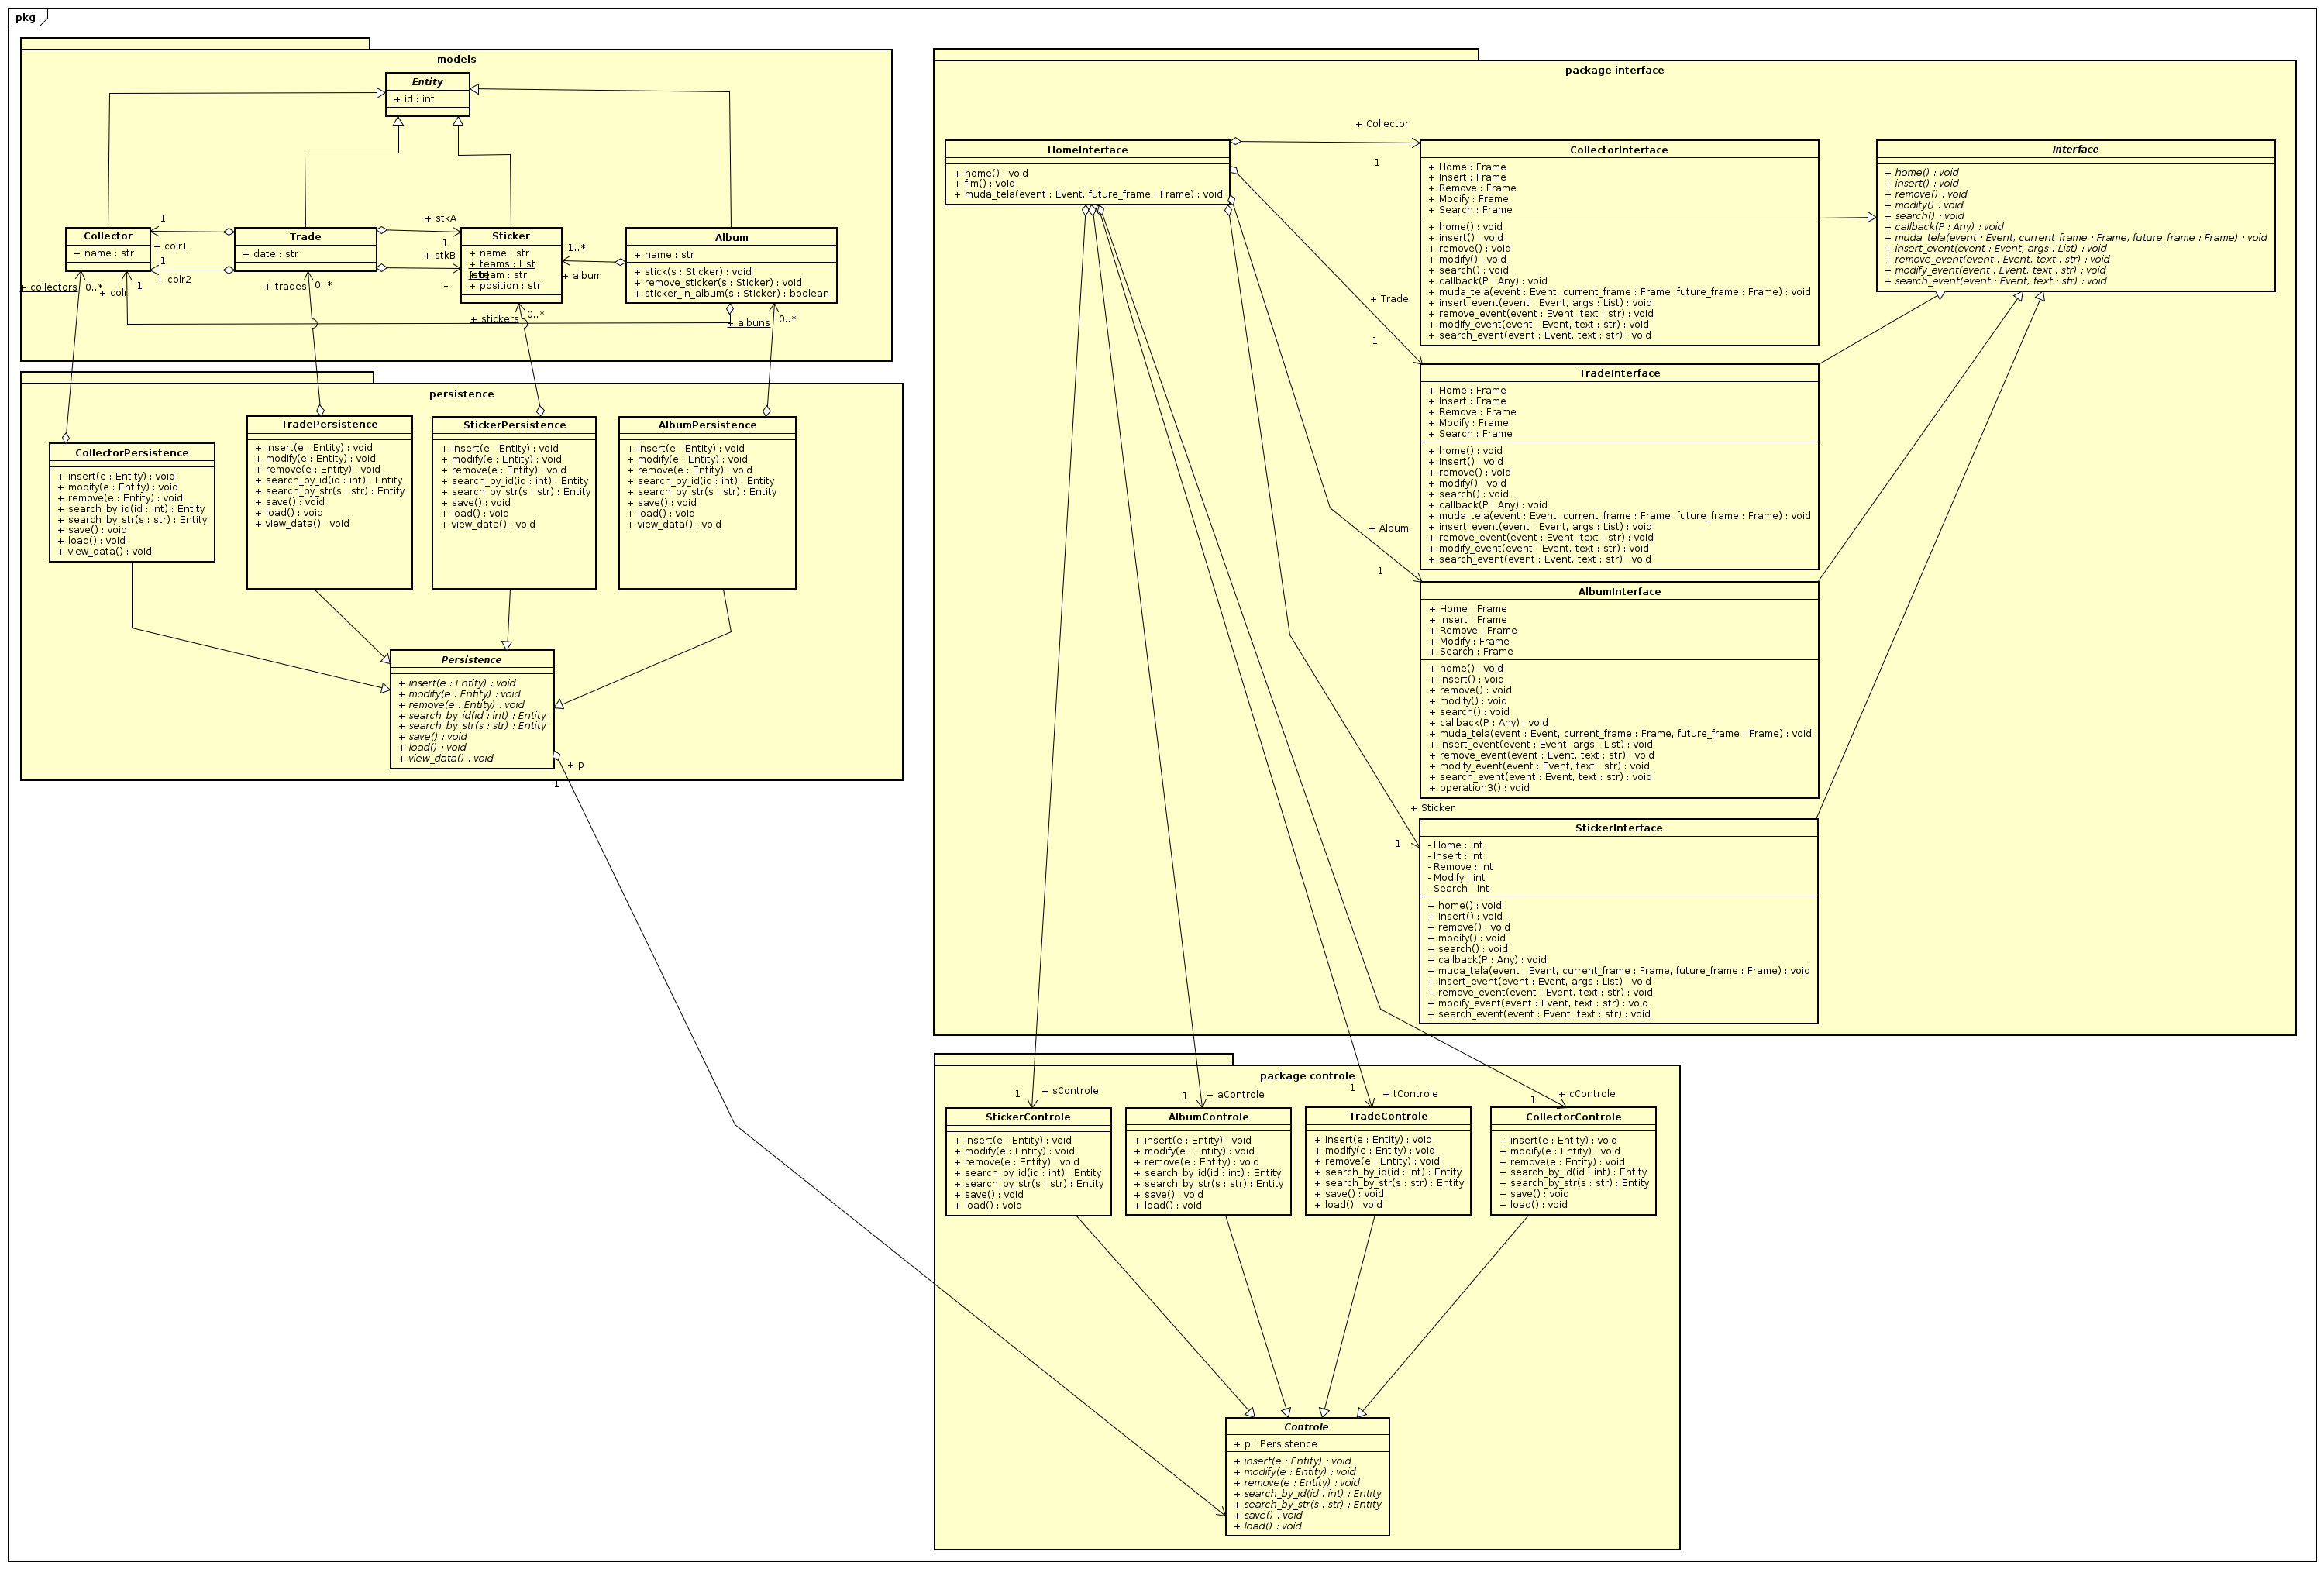 pkg
models
Entity
+ id : int
Collector
+ name : str
Trade
+ date : str
Sticker
+ name : str
+ teams : List
+ team : str
+ position : str
Album
+ name : str
+ stick(s : Sticker) : void
+ remove_sticker(s : Sticker) : void
+ sticker_in_album(s : Sticker) : boolean
1
+ colr1
1
+ colr2
+ stkA
1
+ stkB
1
1..*
+ album
+ collectors
0..*
+ colr
1
+ trades
0..*
+ stickers
0..*
+ albuns
0..*
persistence
CollectorPersistence
+ insert(e : Entity) : void
+ modify(e : Entity) : void
+ remove(e : Entity) : void
+ search_by_id(id : int) : Entity
+ search_by_str(s : str) : Entity
+ save() : void
+ load() : void
+ view_data() : void
TradePersistence
+ insert(e : Entity) : void
+ modify(e : Entity) : void
+ remove(e : Entity) : void
+ search_by_id(id : int) : Entity
+ search_by_str(s : str) : Entity
+ save() : void
+ load() : void
+ view_data() : void
StickerPersistence
+ insert(e : Entity) : void
+ modify(e : Entity) : void
+ remove(e : Entity) : void
+ search_by_id(id : int) : Entity
+ search_by_str(s : str) : Entity
+ save() : void
+ load() : void
+ view_data() : void
AlbumPersistence
+ insert(e : Entity) : void
+ modify(e : Entity) : void
+ remove(e : Entity) : void
+ search_by_id(id : int) : Entity
+ search_by_str(s : str) : Entity
+ save() : void
+ load() : void
+ view_data() : void
Persistence
+ insert(e : Entity) : void
+ modify(e : Entity) : void
+ remove(e : Entity) : void
+ search_by_id(id : int) : Entity
+ search_by_str(s : str) : Entity
+ save() : void
+ load() : void
+ view_data() : void
+ p
1
package interface
HomeInterface
+ home() : void
+ fim() : void
+ muda_tela(event : Event, future_frame : Frame) : void
+ Collector
1
+ Trade
1
+ Album
1
+ Sticker
1
CollectorInterface
+ Home : Frame
+ Insert : Frame
+ Remove : Frame
+ Modify : Frame
+ Search : Frame
+ home() : void
+ insert() : void
+ remove() : void
+ modify() : void
+ search() : void
+ callback(P : Any) : void
+ muda_tela(event : Event, current_frame : Frame, future_frame : Frame) : void
+ insert_event(event : Event, args : List) : void
+ remove_event(event : Event, text : str) : void
+ modify_event(event : Event, text : str) : void
+ search_event(event : Event, text : str) : void
Interface
+ home() : void
+ insert() : void
+ remove() : void
+ modify() : void
+ search() : void
+ callback(P : Any) : void
+ muda_tela(event : Event, current_frame : Frame, future_frame : Frame) : void
+ insert_event(event : Event, args : List) : void
+ remove_event(event : Event, text : str) : void
+ modify_event(event : Event, text : str) : void
+ search_event(event : Event, text : str) : void
TradeInterface
+ Home : Frame
+ Insert : Frame
+ Remove : Frame
+ Modify : Frame
+ Search : Frame
+ home() : void
+ insert() : void
+ remove() : void
+ modify() : void
+ search() : void
+ callback(P : Any) : void
+ muda_tela(event : Event, current_frame : Frame, future_frame : Frame) : void
+ insert_event(event : Event, args : List) : void
+ remove_event(event : Event, text : str) : void
+ modify_event(event : Event, text : str) : void
+ search_event(event : Event, text : str) : void
AlbumInterface
+ Home : Frame
+ Insert : Frame
+ Remove : Frame
+ Modify : Frame
+ Search : Frame
+ home() : void
+ insert() : void
+ remove() : void
+ modify() : void
+ search() : void
+ callback(P : Any) : void
+ muda_tela(event : Event, current_frame : Frame, future_frame : Frame) : void
+ insert_event(event : Event, args : List) : void
+ remove_event(event : Event, text : str) : void
+ modify_event(event : Event, text : str) : void
+ search_event(event : Event, text : str) : void
+ operation3() : void
StickerInterface
- Home : int
- Insert : int
- Remove : int
- Modify : int
- Search : int
+ home() : void
+ insert() : void
+ remove() : void
+ modify() : void
+ search() : void
+ callback(P : Any) : void
+ muda_tela(event : Event, current_frame : Frame, future_frame : Frame) : void
+ insert_event(event : Event, args : List) : void
+ remove_event(event : Event, text : str) : void
+ modify_event(event : Event, text : str) : void
+ search_event(event : Event, text : str) : void
package controle
1
+ sControle
1
+ aControle
1
+ tControle
1
+ cControle
StickerControle
+ insert(e : Entity) : void
+ modify(e : Entity) : void
+ remove(e : Entity) : void
+ search_by_id(id : int) : Entity
+ search_by_str(s : str) : Entity
+ save() : void
+ load() : void
AlbumControle
+ insert(e : Entity) : void
+ modify(e : Entity) : void
+ remove(e : Entity) : void
+ search_by_id(id : int) : Entity
+ search_by_str(s : str) : Entity
+ save() : void
+ load() : void
TradeControle
+ insert(e : Entity) : void
+ modify(e : Entity) : void
+ remove(e : Entity) : void
+ search_by_id(id : int) : Entity
+ search_by_str(s : str) : Entity
+ save() : void
+ load() : void
CollectorControle
+ insert(e : Entity) : void
+ modify(e : Entity) : void
+ remove(e : Entity) : void
+ search_by_id(id : int) : Entity
+ search_by_str(s : str) : Entity
+ save() : void
+ load() : void
Controle
+ p : Persistence
+ insert(e : Entity) : void
+ modify(e : Entity) : void
+ remove(e : Entity) : void
+ search_by_id(id : int) : Entity
+ search_by_str(s : str) : Entity
+ save() : void
+ load() : void